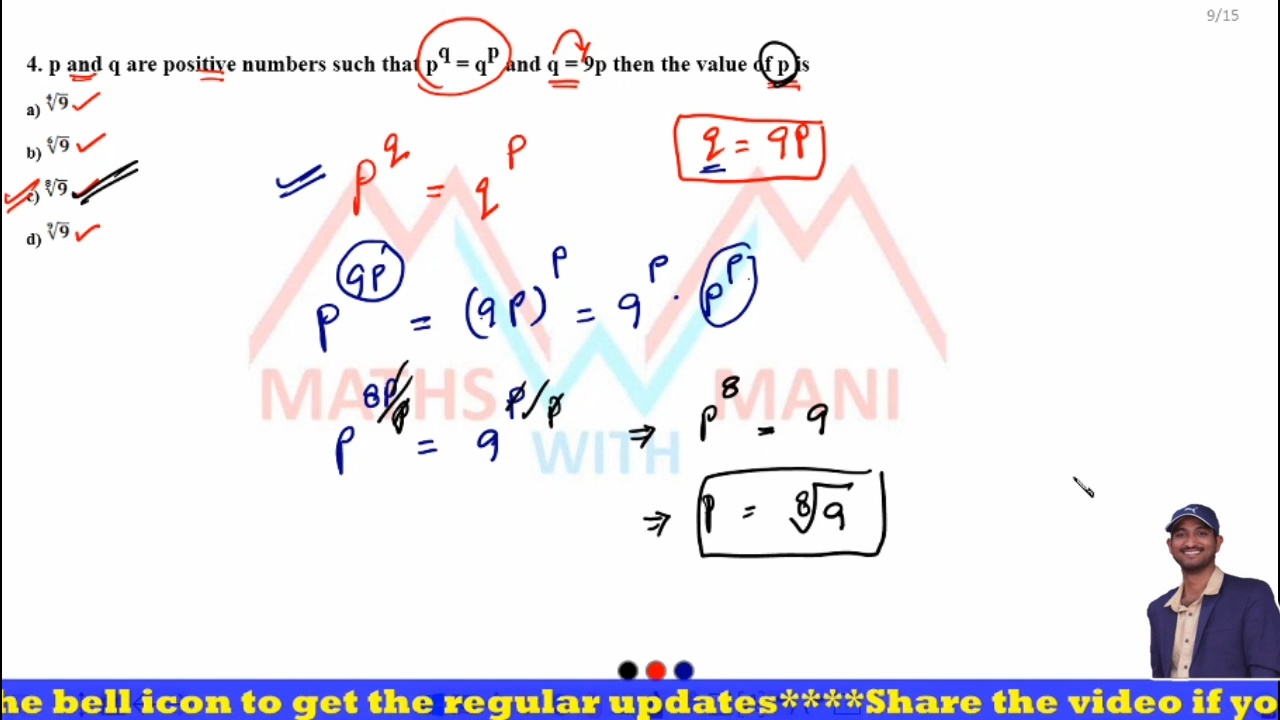 9/15
4. p and q are positive numbers such that p^q = q^p and q = 9p then the value of p is
a) ∜9
b) ⁶√9
c) ⁸√9
d) ⁷√9
q = 9p
p^q = q^p
p^9p = (9p)^p = 9^p · p^p
MATHS WITH MANI
p^8p/p = 9^p/p ⇒ p^8 = 9
⇒ p = ⁸√9
he bell icon to get the regular updates****Share the video if yo